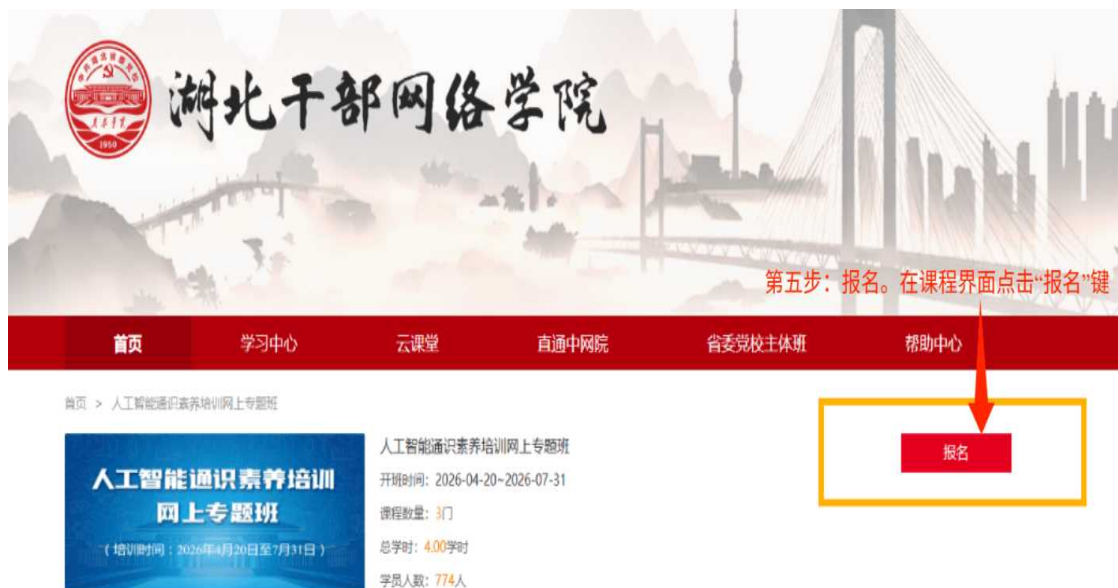 湖北干部网络学院
1950
第五步：报名。在课程界面点击“报名”键
首页 学习中心 云课堂 直通中网院 省委党校主体班 帮助中心
首页 > 人工智能通识素养培训网上专题班
人工智能通识素养培训
网上专题班
（培训时间：2026年4月20日至7月31日）
人工智能通识素养培训网上专题班
开班时间：2026-04-20~2026-07-31
课程数量：3门
总学时：4.00学时
学员人数：774人
报名